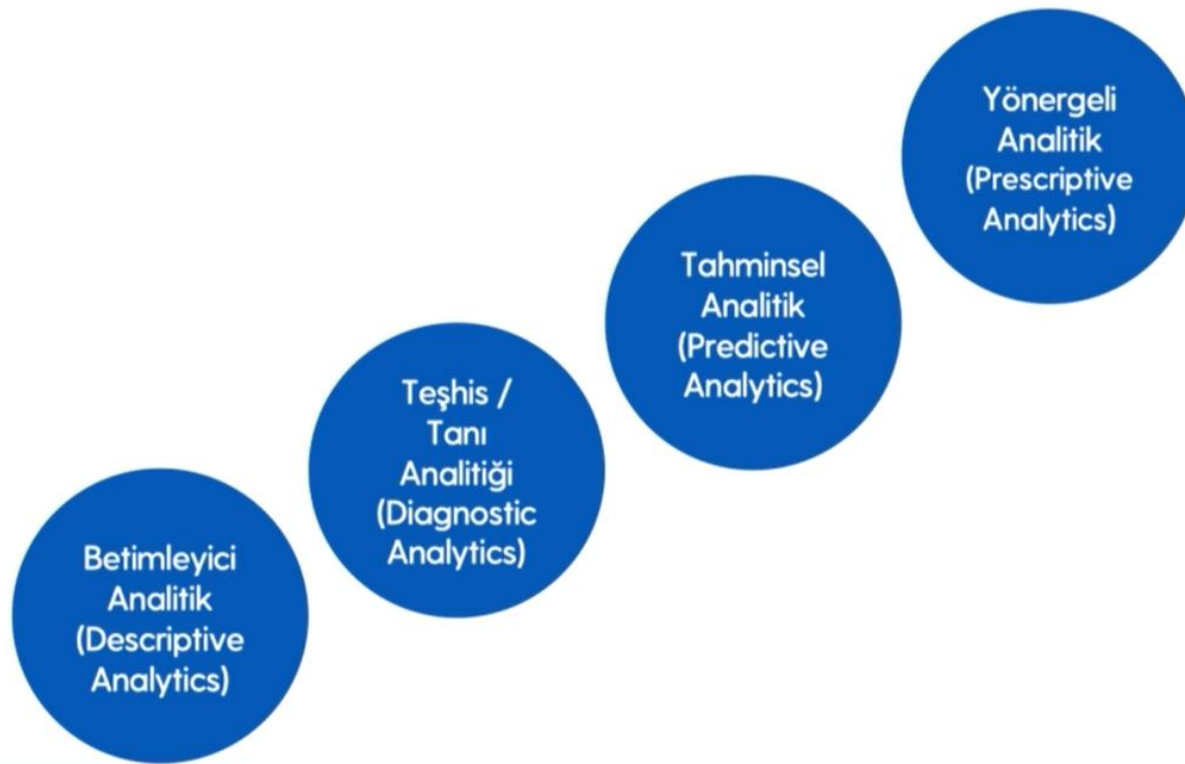 Betimleyici
Analitik
(Descriptive
Analytics)
Teşhis /
Tanı
Analitiği
(Diagnostic
Analytics)
Tahminsel
Analitik
(Predictive
Analytics)
Yönergeli
Analitik
(Prescriptive
Analytics)